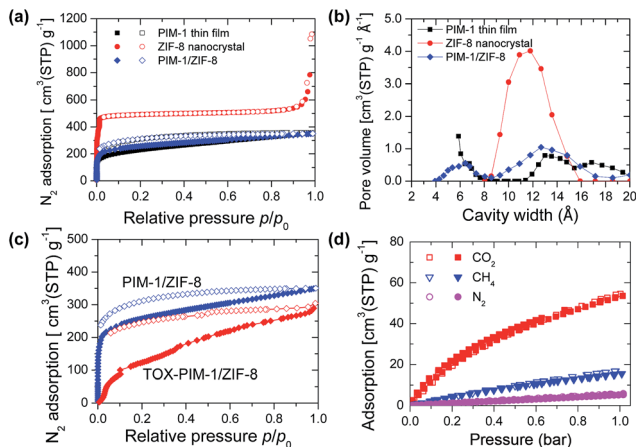 (a)
PIM-1 thin film
ZIF-8 nanocrystal
PIM-1/ZIF-8
1200
1000
800
600
400
200
0
0.0 0.2 0.4 0.6 0.8 1.0
N₂ adsorption [ cm³(STP) g⁻¹]
Relative pressure p/p₀
(b)
PIM-1 thin film
ZIF-8 nanocrystal
PIM-1/ZIF-8
5.0
4.0
3.0
2.0
1.0
0.0
2 4 6 8 10 12 14 16 18 20
Pore volume [cm³(STP) g⁻¹ Å⁻¹]
Cavity width (Å)
(c)
PIM-1/ZIF-8
TOX-PIM-1/ZIF-8
500
400
300
200
100
0
0.0 0.2 0.4 0.6 0.8 1.0
N₂ adsorption [cm³(STP) g⁻¹]
Relative pressure p/p₀
(d)
CO₂
CH₄
N₂
80
60
40
20
0
0.0 0.2 0.4 0.6 0.8 1.0
Adsorption [cm³(STP) g⁻¹]
Pressure (bar)